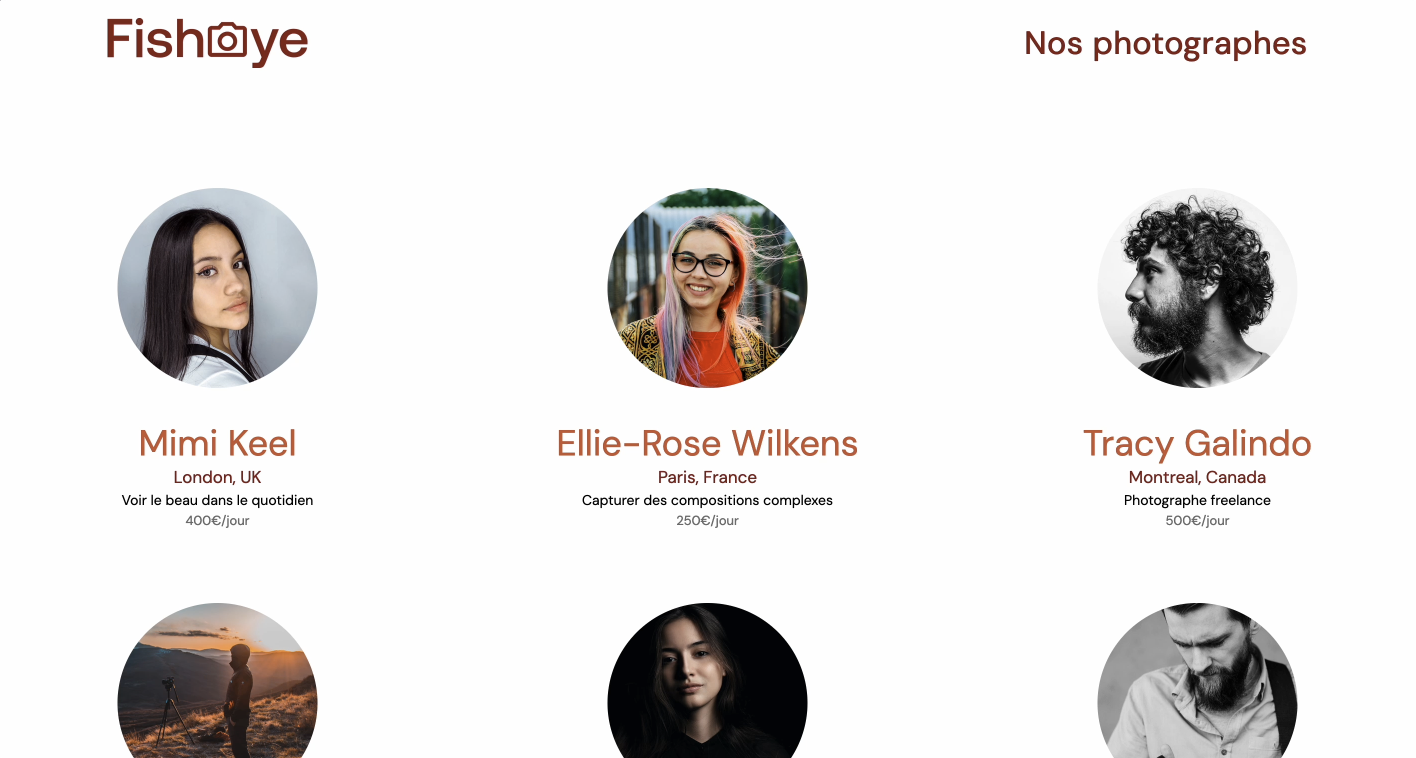 Fisheye
Nos photographes
Mimi Keel
London, UK
Voir le beau dans le quotidien
400€/jour
Ellie-Rose Wilkens
Paris, France
Capturer des compositions complexes
250€/jour
Tracy Galindo
Montreal, Canada
Photographe freelance
500€/jour